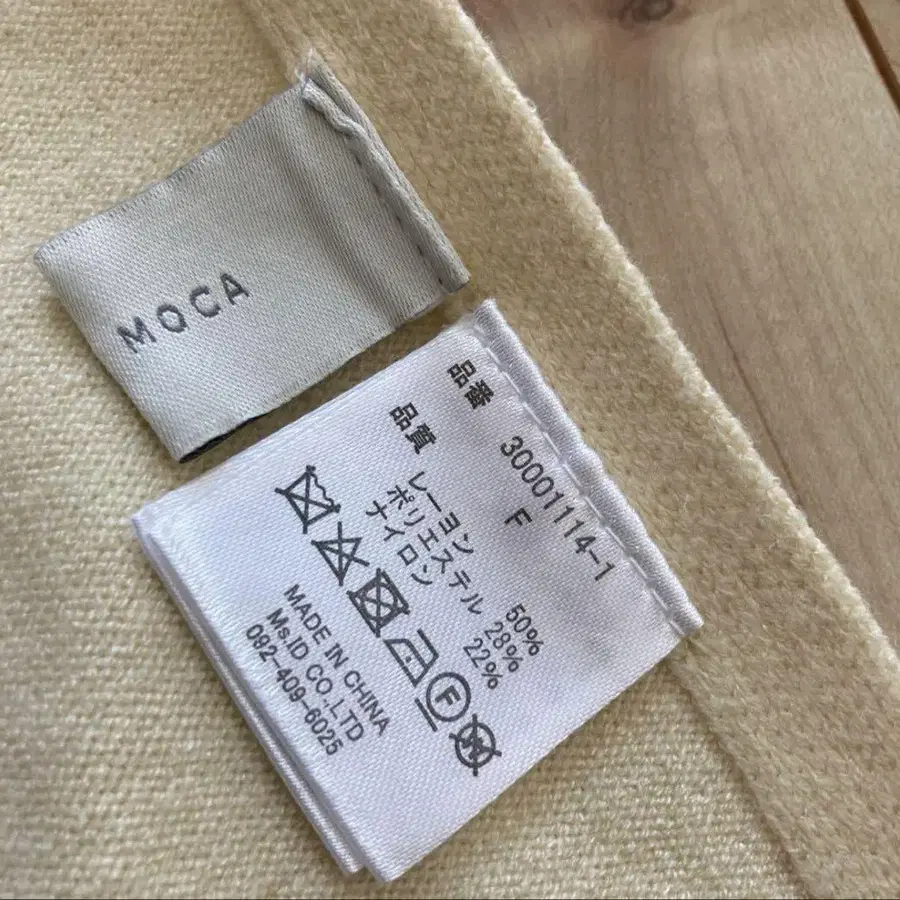 MOCA
品番 30001114-1
F
品質
レーヨン 50%
ポリエステル 28%
ナイロン 22%
F
W
MADE IN CHINA
Ms.ID CO.,LTD
092-409-6025